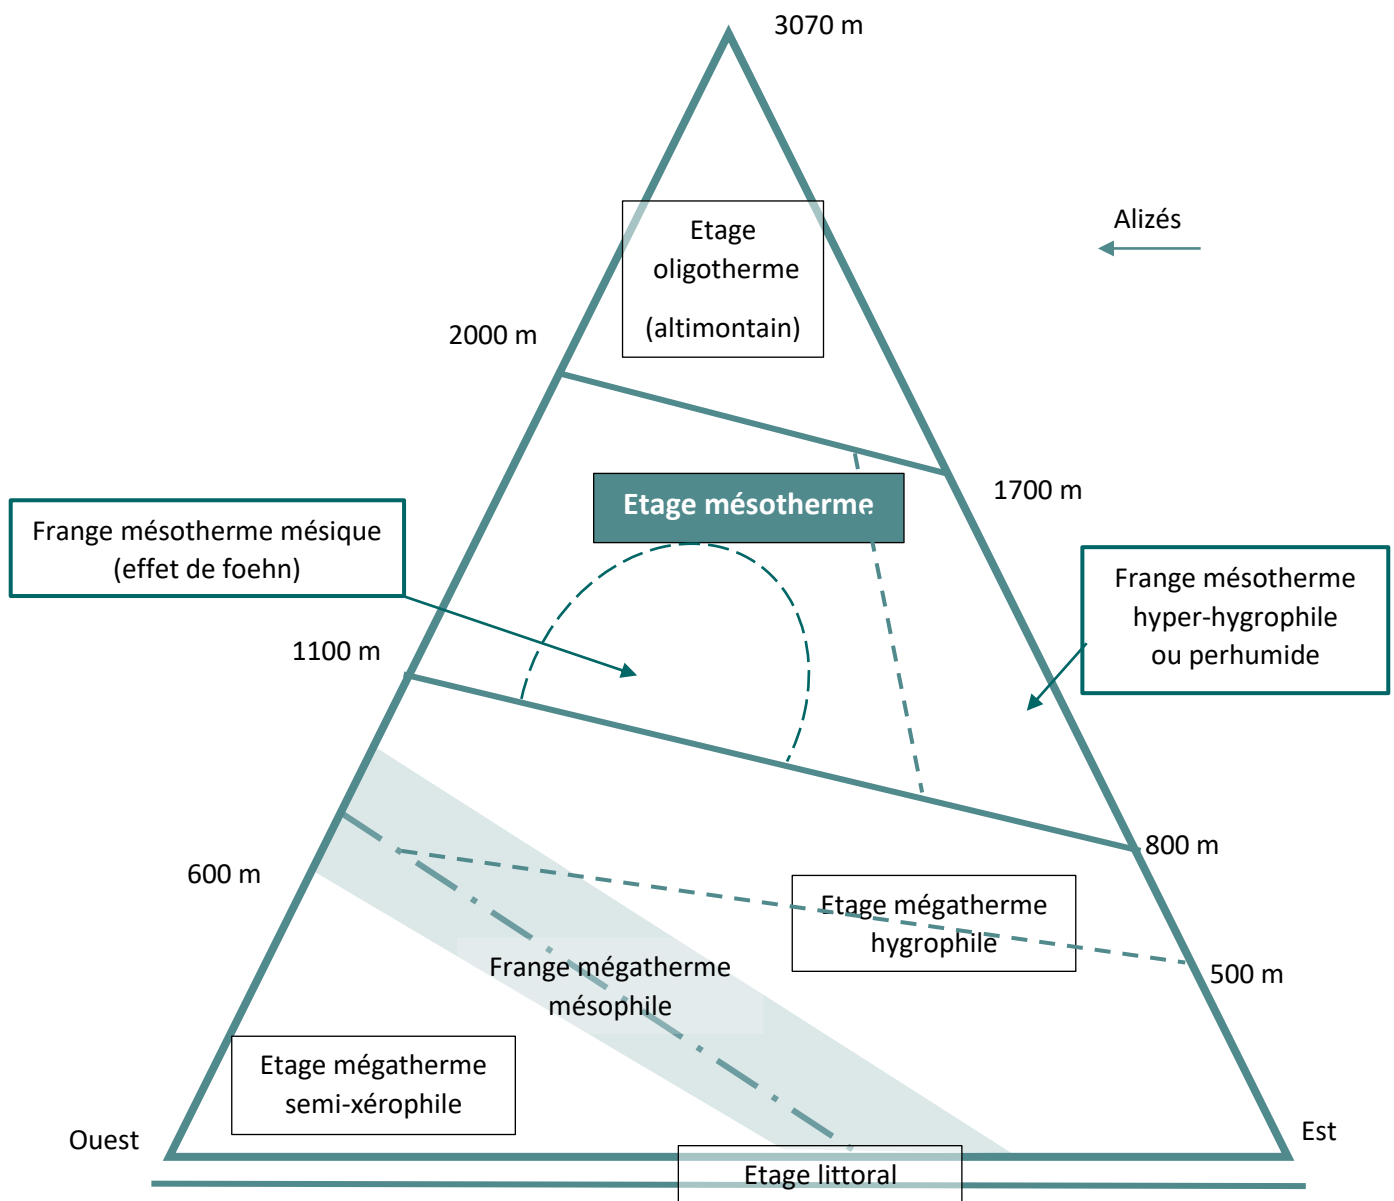 3070 m
Etage
oligotherme
(altimontain)
Alizés
2000 m
1700 m
Etage mésotherme
Frange mésotherme mésique
(effet de foehn)
Frange mésotherme
hyper-hygrophile
ou perhumide
1100 m
800 m
600 m
Etage mégatherme
hygrophile
Frange mégatherme
mésophile
500 m
Etage mégatherme
semi-xérophile
Ouest
Est
Etage littoral